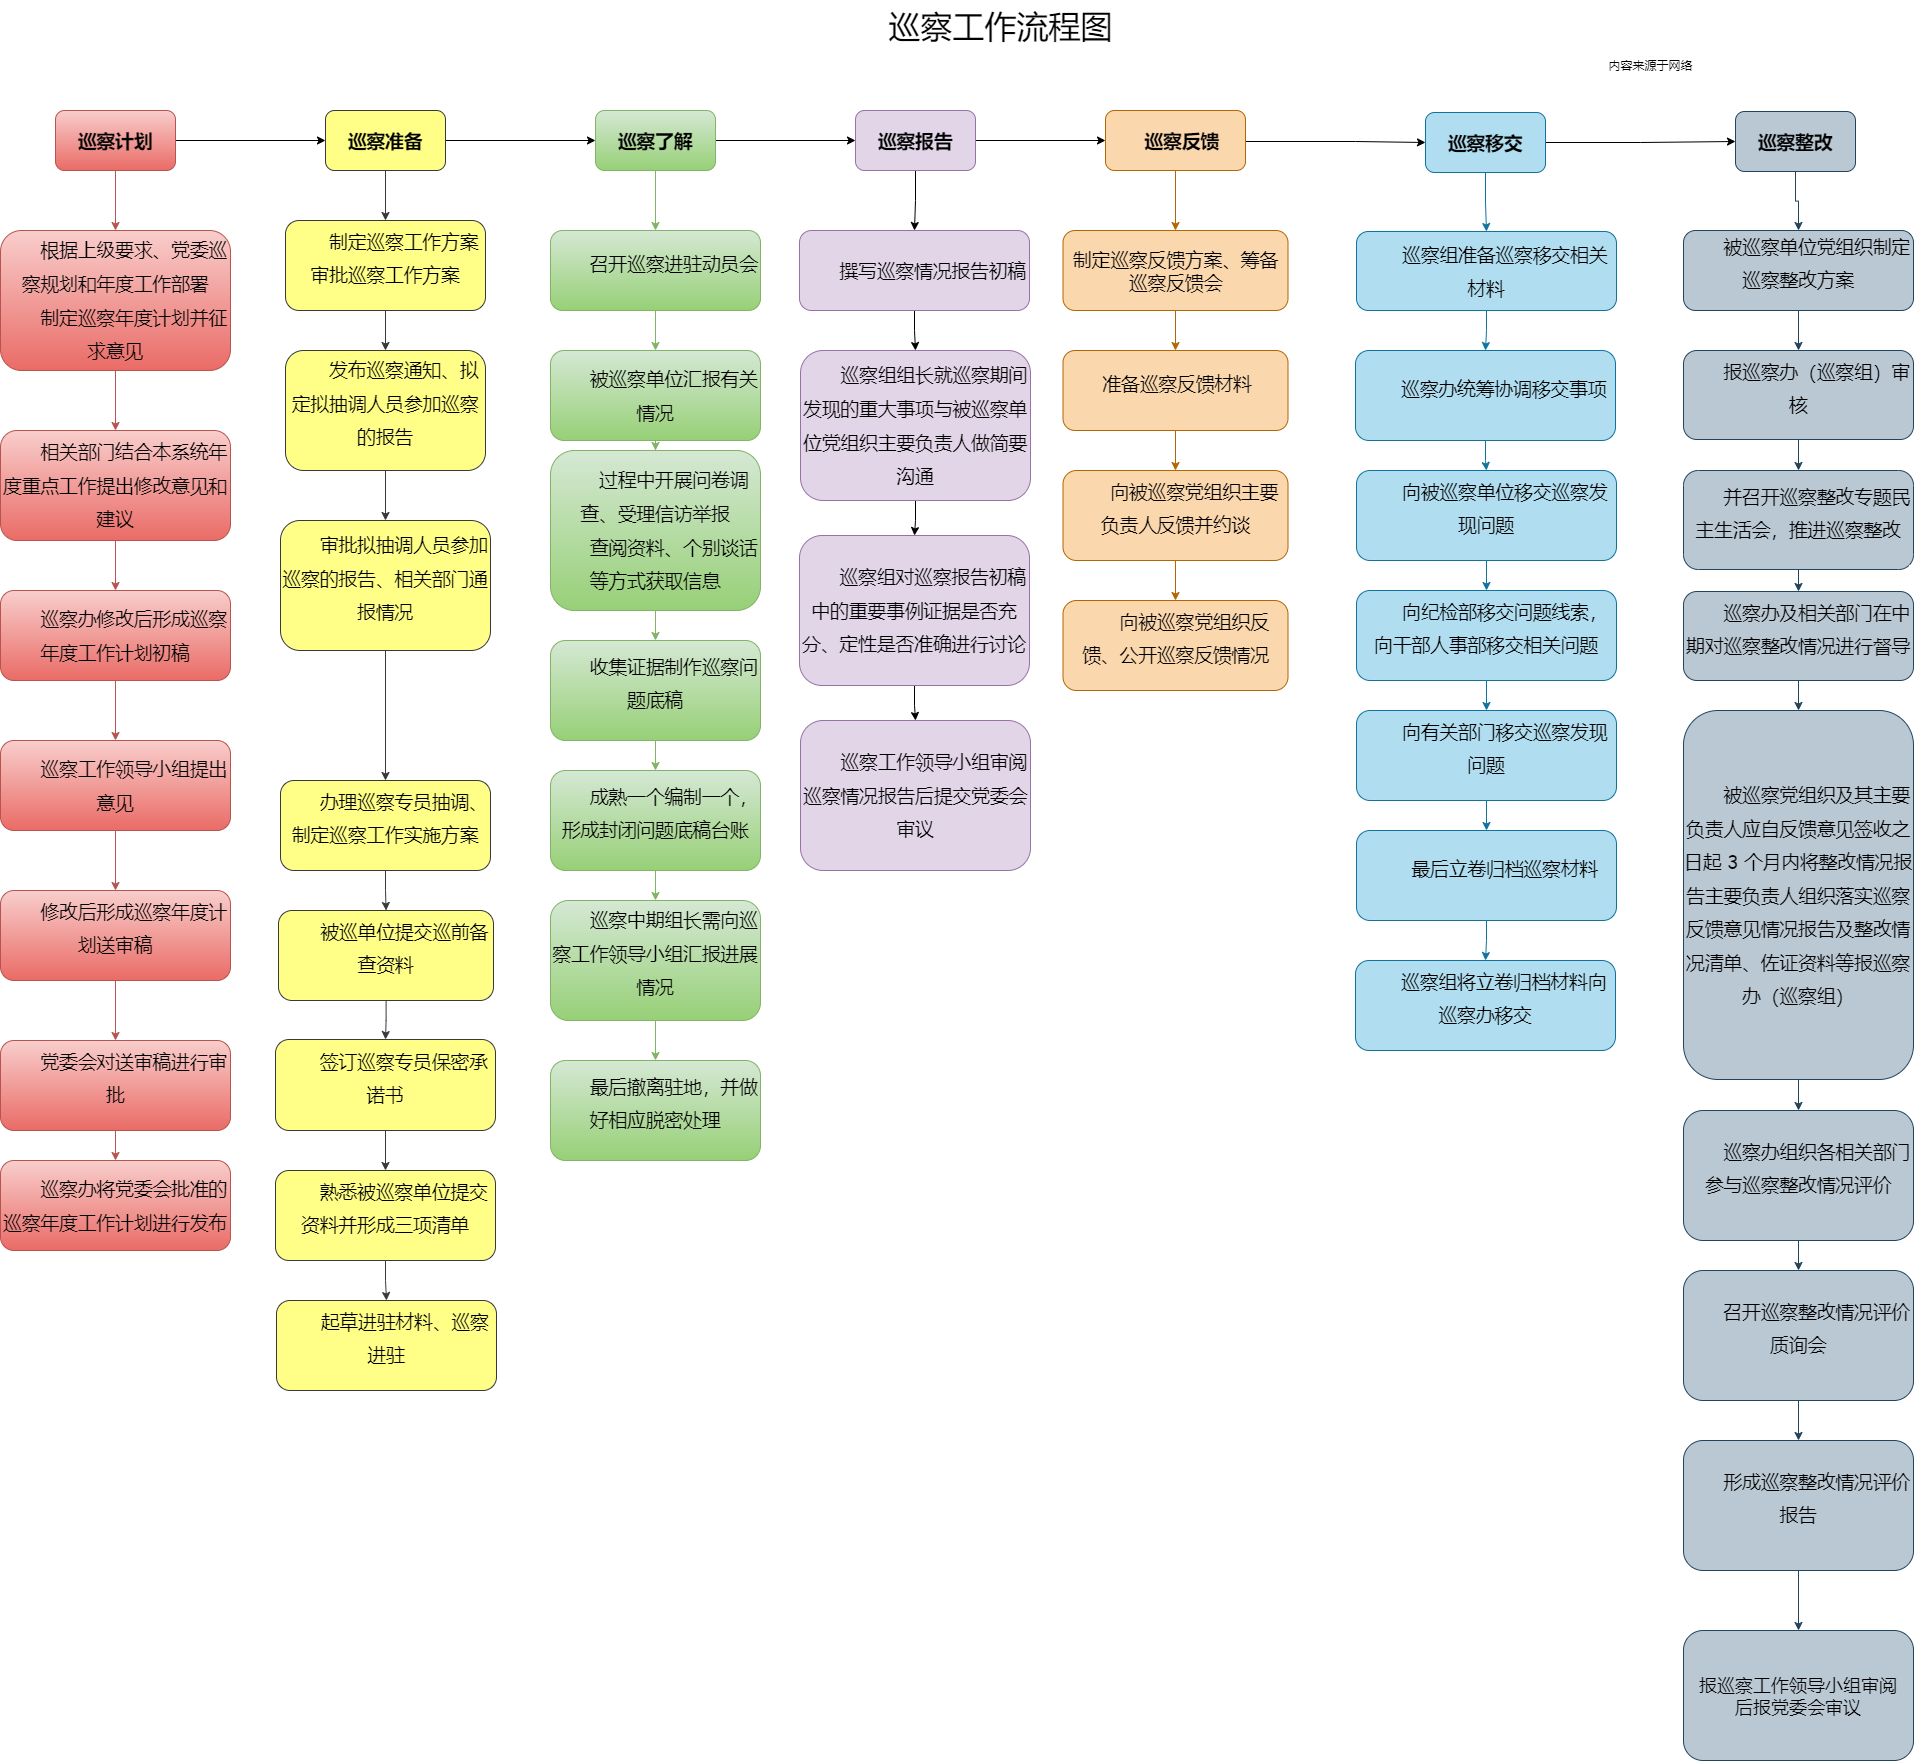 巡察工作流程图
内容来源于网络
巡察计划
巡察准备
巡察了解
巡察报告
巡察反馈
巡察移交
巡察整改
根据上级要求、党委巡
察规划和年度工作部署
制定巡察年度计划并征
求意见
相关部门结合本系统年
度重点工作提出修改意见和
建议
巡察办修改后形成巡察
年度工作计划初稿
巡察工作领导小组提出
意见
修改后形成巡察年度计
划送审稿
党委会对送审稿进行审
批
巡察办将党委会批准的
巡察年度工作计划进行发布
制定巡察工作方案
审批巡察工作方案
发布巡察通知、拟
定拟抽调人员参加巡察
的报告
审批拟抽调人员参加
巡察的报告、相关部门通
报情况
办理巡察专员抽调、
制定巡察工作实施方案
被巡单位提交巡前备
查资料
签订巡察专员保密承
诺书
熟悉被巡察单位提交
资料并形成三项清单
起草进驻材料、巡察
进驻
召开巡察进驻动员会
被巡察单位汇报有关
情况
过程中开展问卷调
查、受理信访举报
查阅资料、个别谈话
等方式获取信息
收集证据制作巡察问
题底稿
成熟一个编制一个，
形成封闭问题底稿台账
巡察中期组长需向巡
察工作领导小组汇报进展
情况
最后撤离驻地，并做
好相应脱密处理
撰写巡察情况报告初稿
巡察组组长就巡察期间
发现的重大事项与被巡察单
位党组织主要负责人做简要
沟通
巡察组对巡察报告初稿
中的重要事例证据是否充
分、定性是否准确进行讨论
巡察工作领导小组审阅
巡察情况报告后提交党委会
审议
制定巡察反馈方案、筹备
巡察反馈会
准备巡察反馈材料
向被巡察党组织主要
负责人反馈并约谈
向被巡察党组织反
馈、公开巡察反馈情况
巡察组准备巡察移交相关
材料
巡察办统筹协调移交事项
向被巡察单位移交巡察发
现问题
向纪检部移交问题线索，
向干部人事部移交相关问题
向有关部门移交巡察发现
问题
最后立卷归档巡察材料
巡察组将立卷归档材料向
巡察办移交
被巡察单位党组织制定
巡察整改方案
报巡察办（巡察组）审
核
并召开巡察整改专题民
主生活会，推进巡察整改
巡察办及相关部门在中
期对巡察整改情况进行督导
被巡察党组织及其主要
负责人应自反馈意见签收之
日起 3 个月内将整改情况报
告主要负责人组织落实巡察
反馈意见情况报告及整改情
况清单、佐证资料等报巡察
办（巡察组）
巡察办组织各相关部门
参与巡察整改情况评价
召开巡察整改情况评价
质询会
形成巡察整改情况评价
报告
报巡察工作领导小组审阅
后报党委会审议